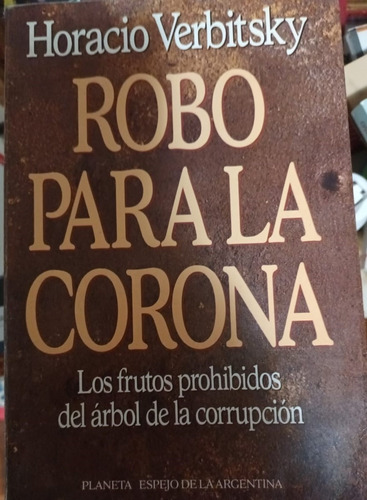 Horacio Verbitsky
ROBO
PARA LA
CORONA
Los frutos prohibidos
del árbol de la corrupción
PLANETA ESPEJO DE LA ARGENTINA